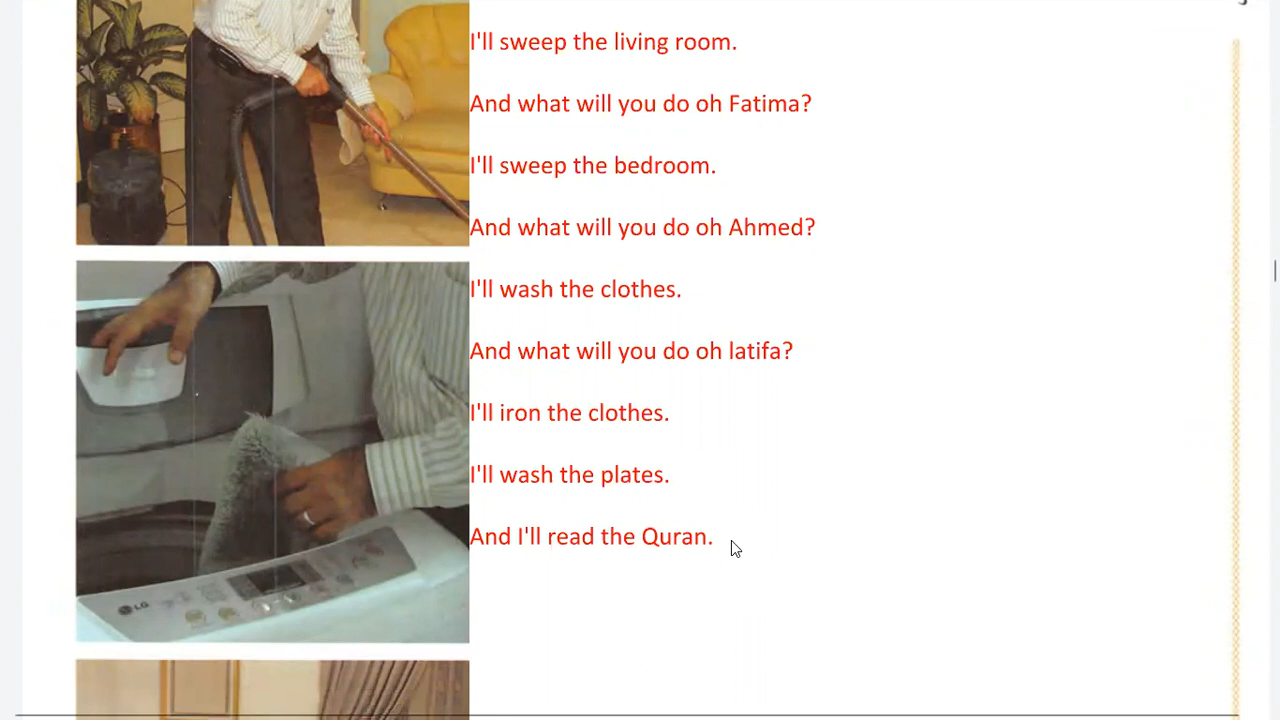 I'll sweep the living room.
And what will you do oh Fatima?
I'll sweep the bedroom.
And what will you do oh Ahmed?
I'll wash the clothes.
And what will you do oh latifa?
I'll iron the clothes.
I'll wash the plates.
And I'll read the Quran.
LG